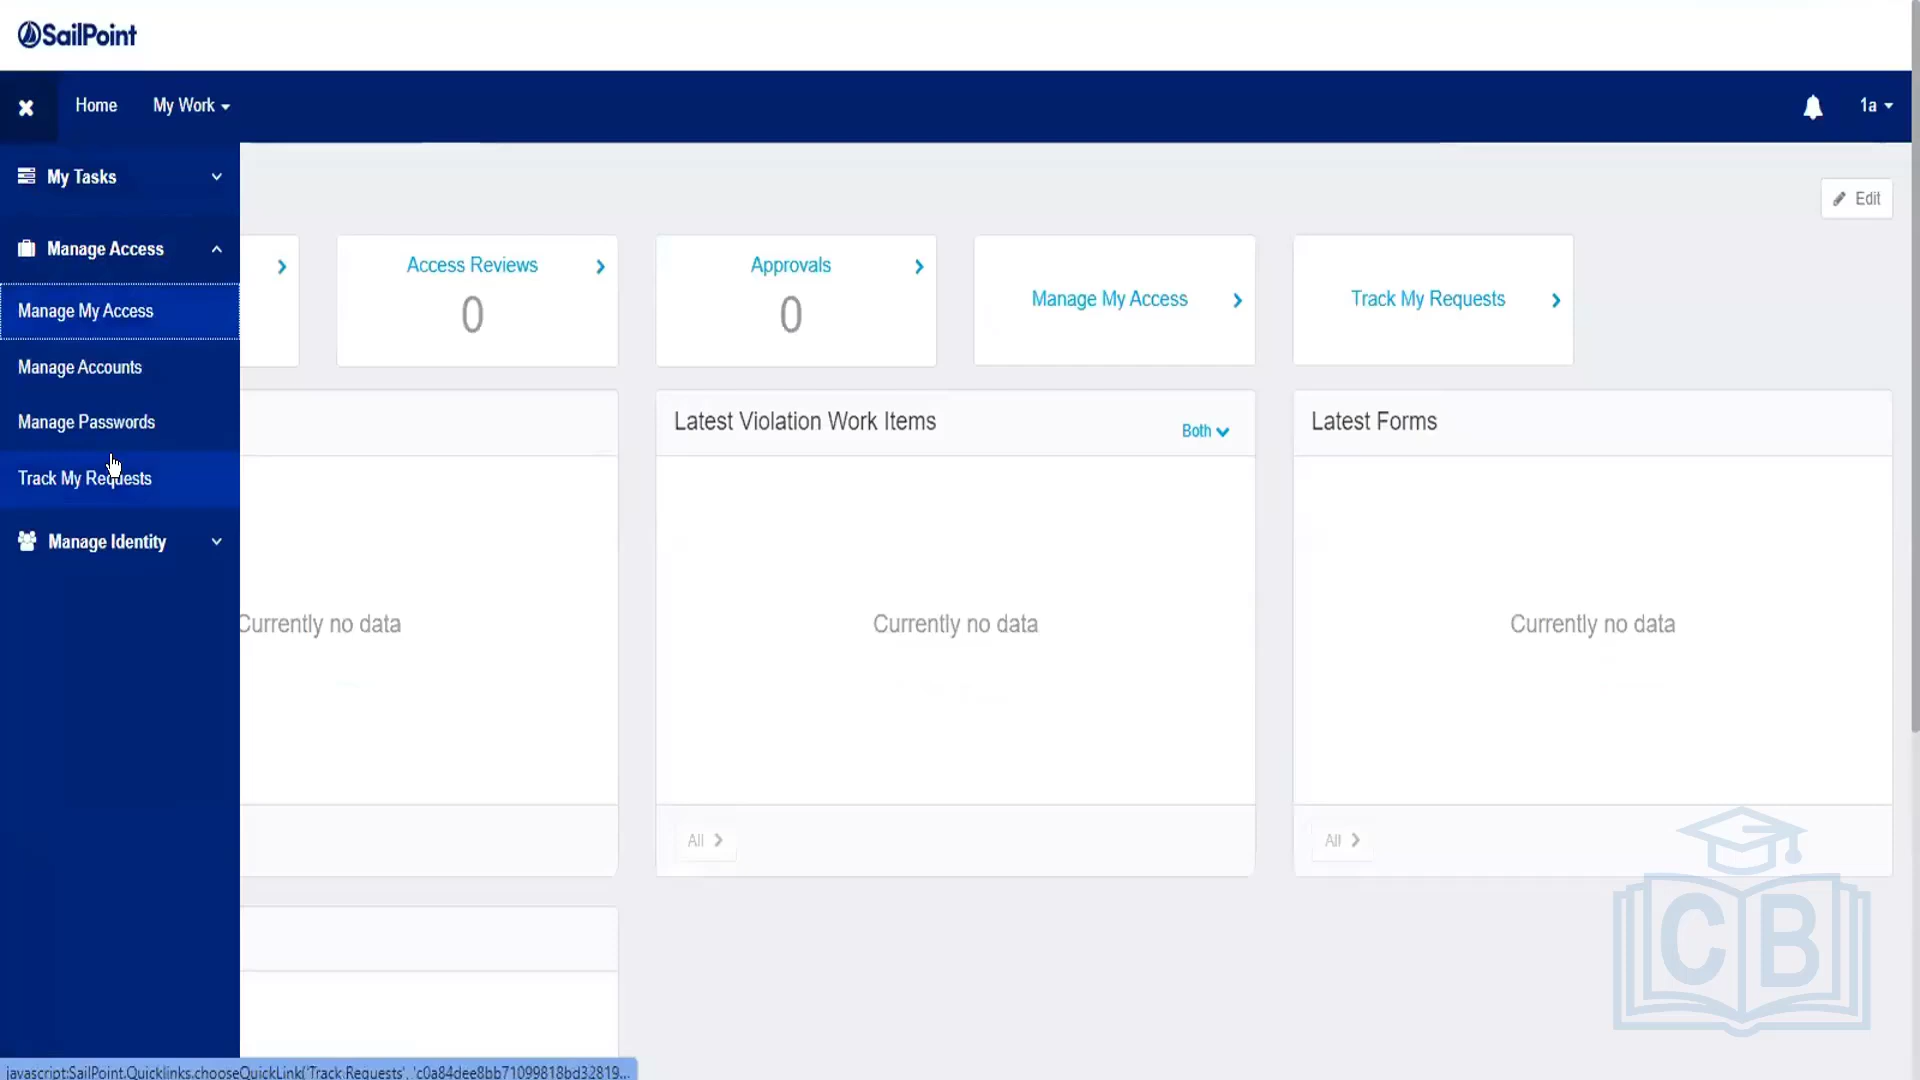 SailPoint
Home
My Work
1a
My Tasks
Edit
Manage Access
Access Reviews
0
Approvals
0
Manage My Access
Track My Requests
Manage My Access
Manage Accounts
Manage Passwords
Track My Requests
Manage Identity
Latest Violation Work Items
Both
Latest Forms
Currently no data
Currently no data
Currently no data
All
All
CB
javascript:SailPoint.Quicklinks.chooseQuickLink('Track Requests', 'c0a84dee8bb71099818bd32819...